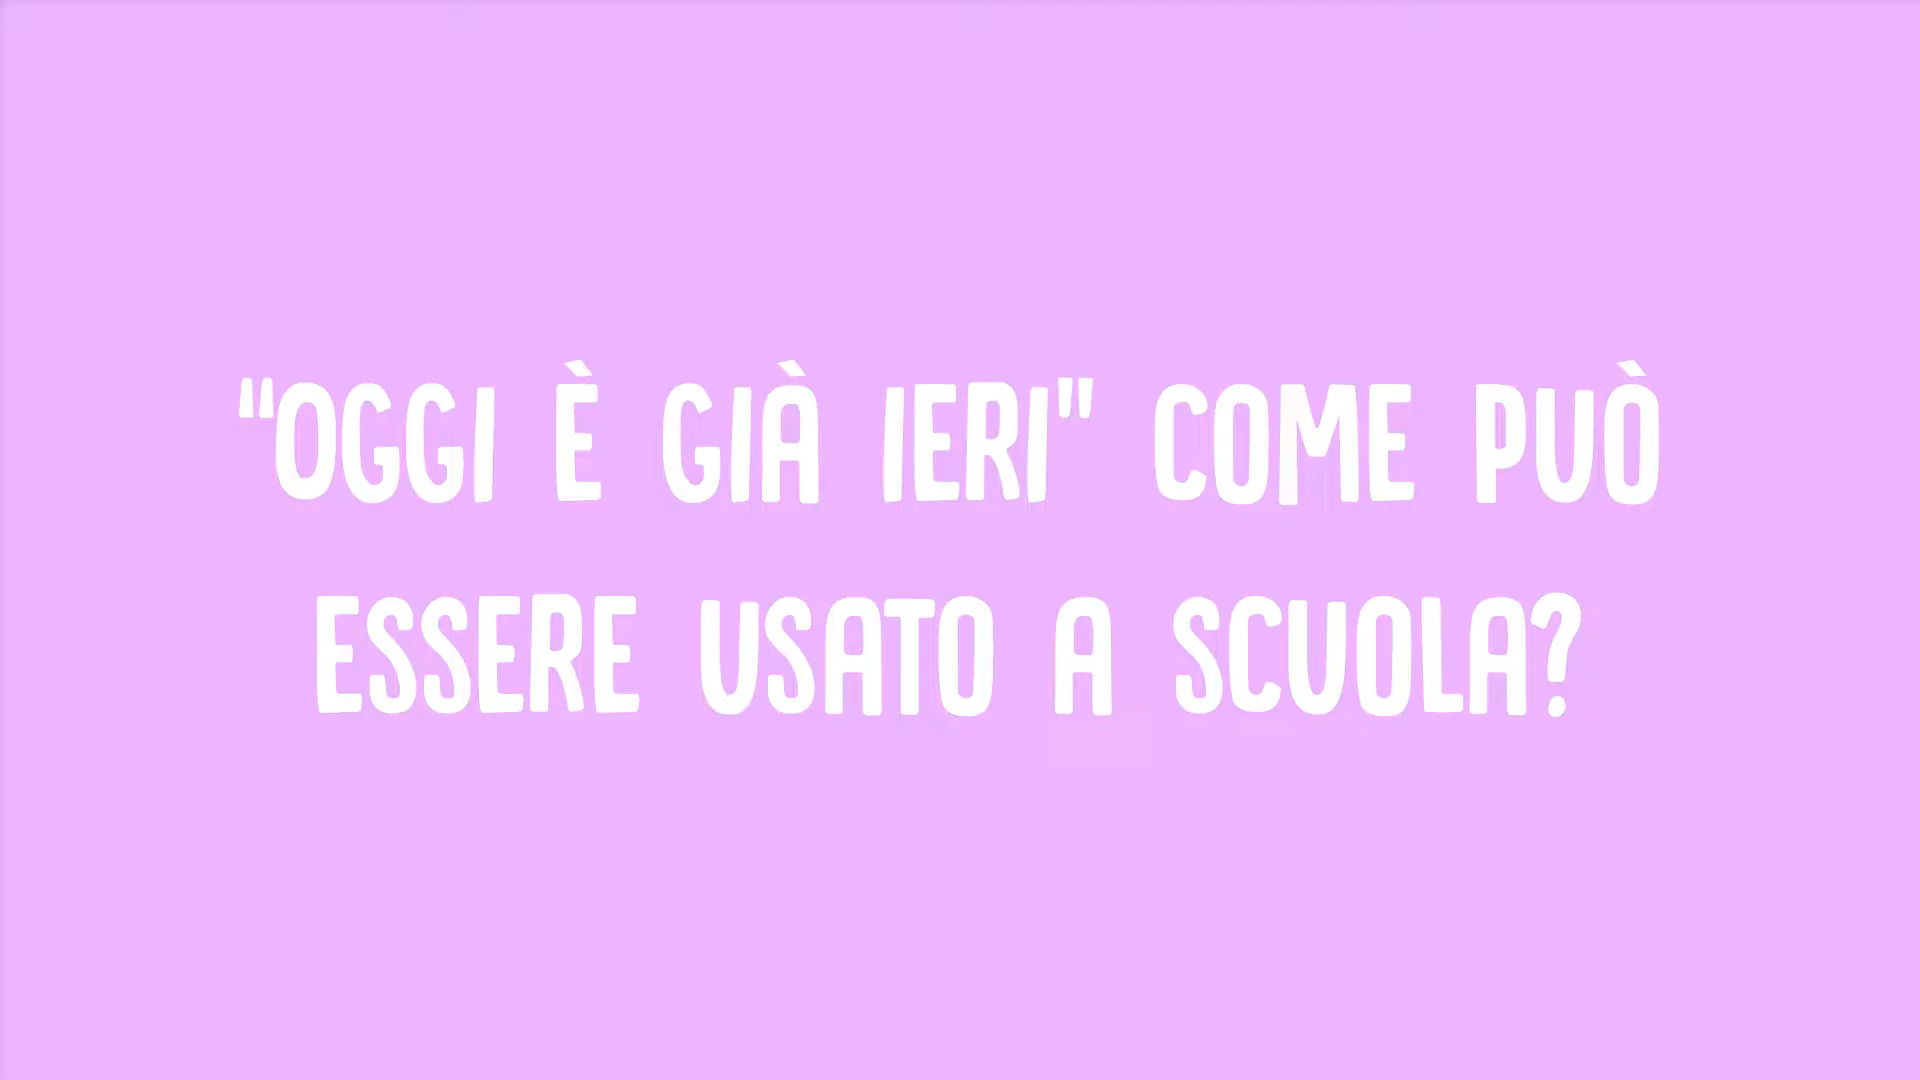 "OGGI È GIÀ IERI" COME PUÒ
ESSERE USATO A SCUOLA?